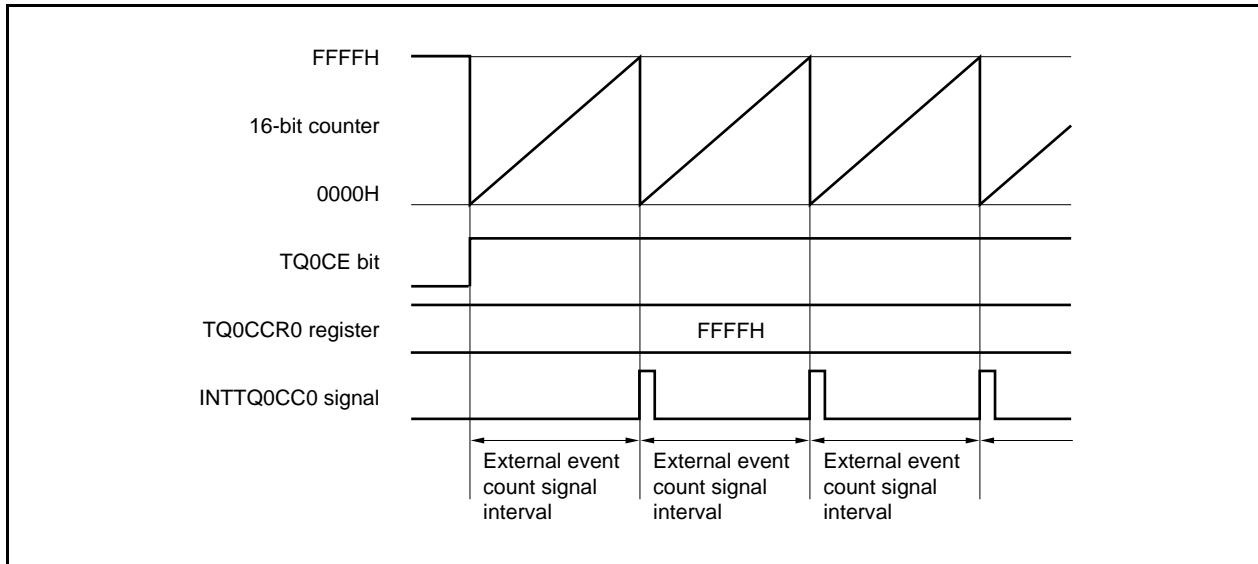 FFFFH
16-bit counter
0000H
TQ0CE bit
TQ0CCR0 register
FFFFH
INTTQ0CC0 signal
External event
count signal
interval
External event
count signal
interval
External event
count signal
interval